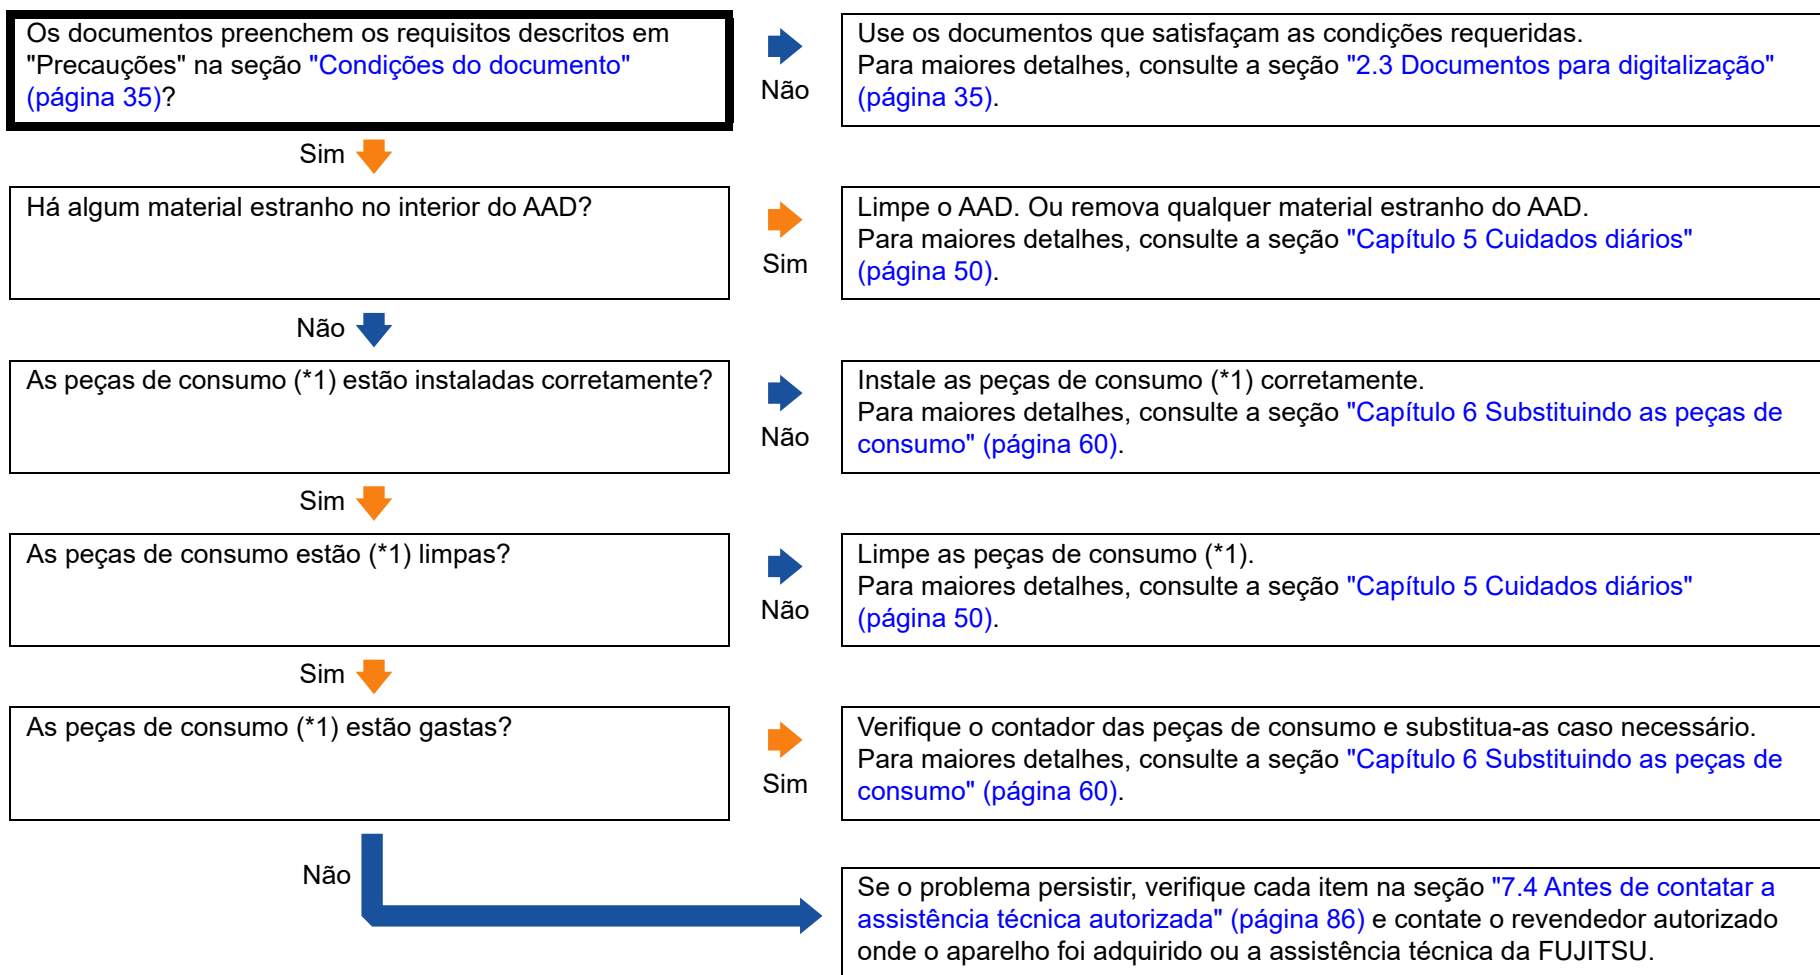 Os documentos preenchem os requisitos descritos em
"Precauções" na seção "Condições do documento"
(página 35)?
Não
Use os documentos que satisfaçam as condições requeridas.
Para maiores detalhes, consulte a seção "2.3 Documentos para digitalização"
(página 35).
Sim
Há algum material estranho no interior do AAD?
Sim
Limpe o AAD. Ou remova qualquer material estranho do AAD.
Para maiores detalhes, consulte a seção "Capítulo 5 Cuidados diários"
(página 50).
Não
As peças de consumo (*1) estão instaladas corretamente?
Não
Instale as peças de consumo (*1) corretamente.
Para maiores detalhes, consulte a seção "Capítulo 6 Substituindo as peças de
consumo" (página 60).
Sim
As peças de consumo estão (*1) limpas?
Não
Limpe as peças de consumo (*1).
Para maiores detalhes, consulte a seção "Capítulo 5 Cuidados diários"
(página 50).
Sim
As peças de consumo (*1) estão gastas?
Sim
Verifique o contador das peças de consumo e substitua-as caso necessário.
Para maiores detalhes, consulte a seção "Capítulo 6 Substituindo as peças de
consumo" (página 60).
Não
Se o problema persistir, verifique cada item na seção "7.4 Antes de contatar a
assistência técnica autorizada" (página 86) e contate o revendedor autorizado
onde o aparelho foi adquirido ou a assistência técnica da FUJITSU.